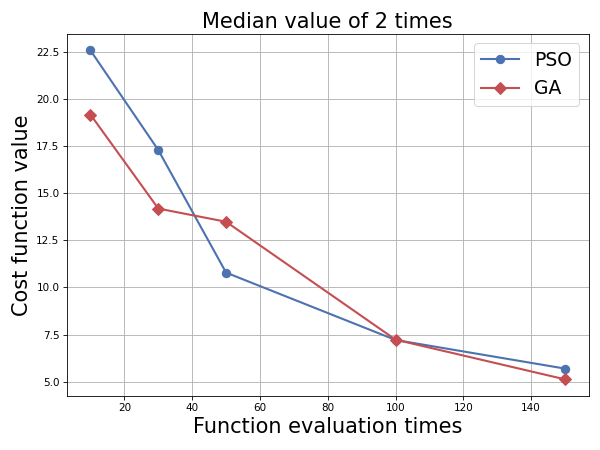 Median value of 2 times
PSO
GA
Cost function value
22.5
20.0
17.5
15.0
12.5
10.0
7.5
5.0
20 40 60 80 100 120 140
Function evaluation times